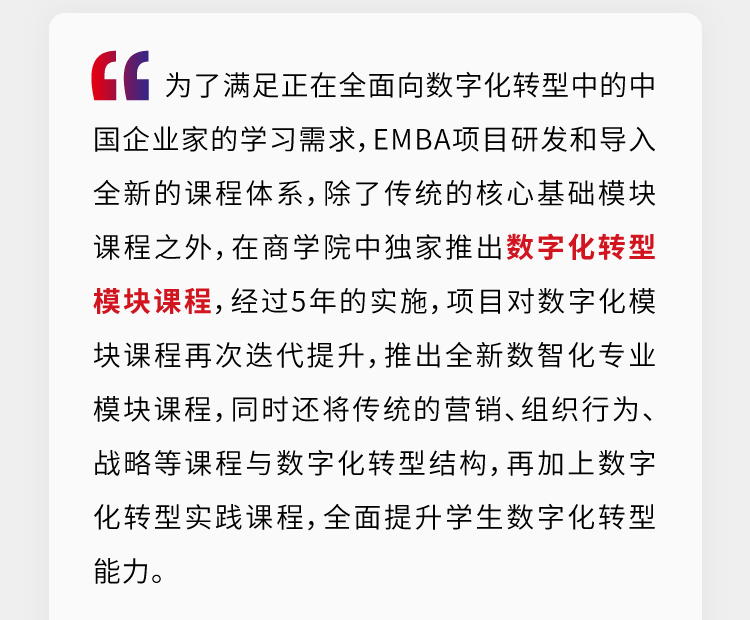 “为了满足正在全面向数字化转型中的中
国企业家的学习需求，EMBA项目研发和导入
全新的课程体系，除了传统的核心基础模块
课程之外，在商学院中独家推出数字化转型
模块课程，经过5年的实施，项目对数字化模
块课程再次迭代提升，推出全新数智化专业
模块课程，同时还将传统的营销、组织行为、
战略等课程与数字化转型结构，再加上数字
化转型实践课程，全面提升学生数字化转型
能力。